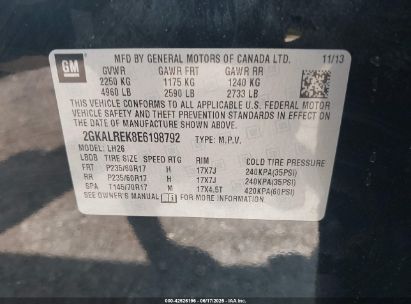 GM
MFD BY GENERAL MOTORS OF CANADA LTD. 11/13
GVWR GAWR FRT GAWR RR
2250 KG 1175 KG 1240 KG
4960 LB 2590 LB 2733 LB
THIS VEHICLE CONFORMS TO ALL APPLICABLE U.S. FEDERAL MOTOR
VEHICLE SAFETY, BUMPER, AND THEFT PREVENTION STANDARDS
IN EFFECT ON THE DATE OF MANUFACTURE SHOWN ABOVE.
2GKALREK8E6198792 TYPE: M.P.V.
MODEL: LH26
LBDB TIRE SIZE SPEED RTG RIM COLD TIRE PRESSURE
FRT P235/60R17 H 17X7J 240KPA(35PSI)
RR P235/60R17 H 17X7J 240KPA(35PSI)
SPA T145/70R17 M 17X4.5T 420KPA(60PSI)
SEE OWNER'S MANUAL FOR MORE INFORMATION